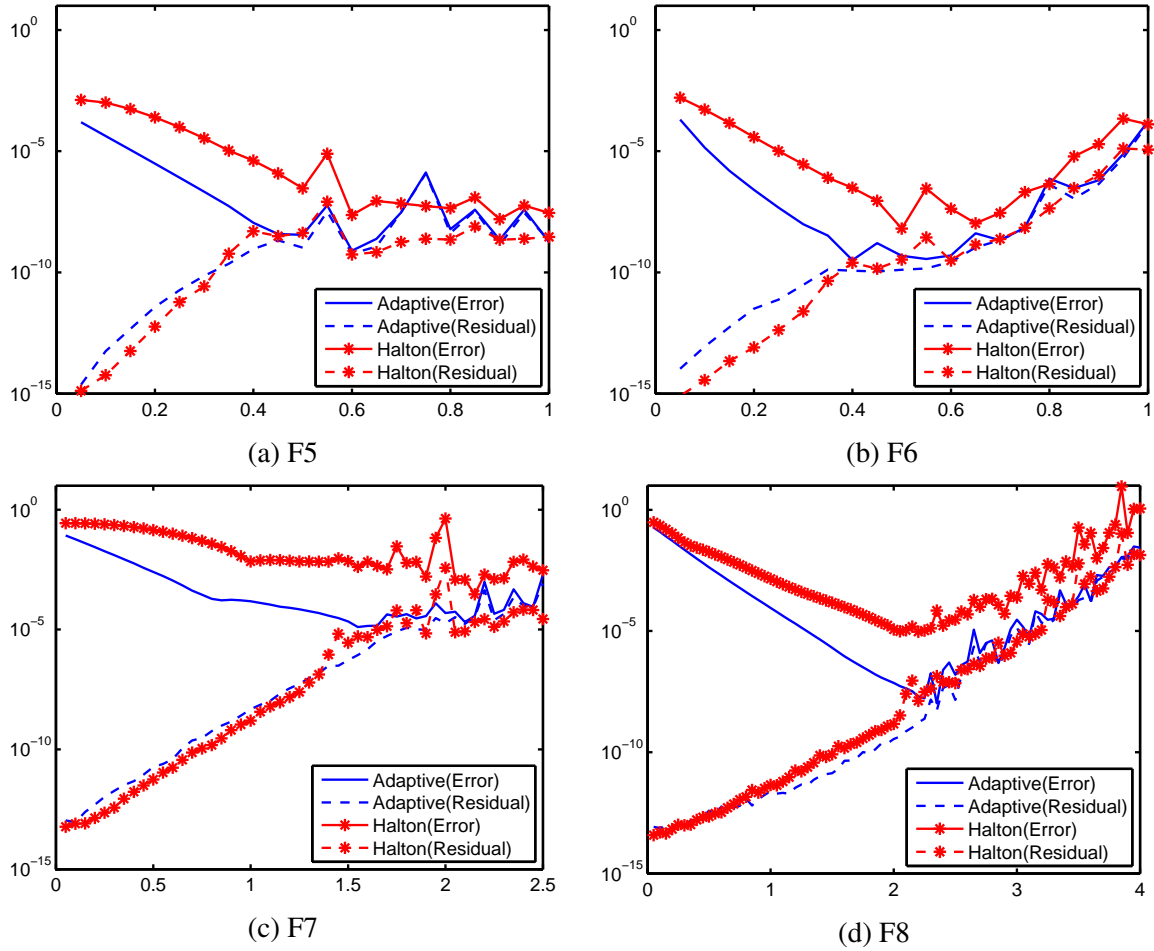 10^0
10^−5
10^−10
10^−15
0 0.2 0.4 0.6 0.8 1
Adaptive(Error)
Adaptive(Residual)
Halton(Error)
Halton(Residual)
(a) F5
10^0
10^−5
10^−10
10^−15
0 0.2 0.4 0.6 0.8 1
Adaptive(Error)
Adaptive(Residual)
Halton(Error)
Halton(Residual)
(b) F6
10^0
10^−5
10^−10
10^−15
0 0.5 1 1.5 2 2.5
Adaptive(Error)
Adaptive(Residual)
Halton(Error)
Halton(Residual)
(c) F7
10^0
10^−5
10^−10
10^−15
0 1 2 3 4
Adaptive(Error)
Adaptive(Residual)
Halton(Error)
Halton(Residual)
(d) F8